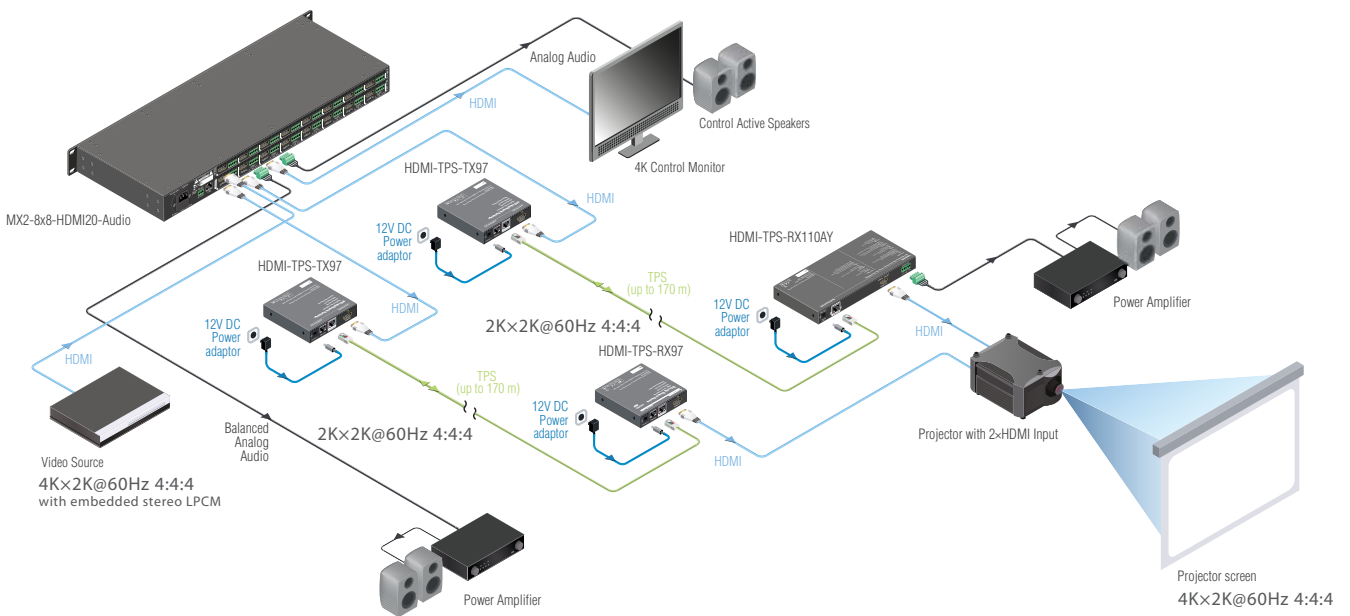 Analog Audio
HDMI
Control Active Speakers
4K Control Monitor
HDMI-TPS-TX97
MX2-8x8-HDMI20-Audio
HDMI
12V DC
Power
adaptor
HDMI-TPS-RX110AY
HDMI-TPS-TX97
TPS
(up to 170 m)
HDMI
12V DC
Power
adaptor
Power Amplifier
12V DC
Power
adaptor
2K×2K@60Hz 4:4:4
HDMI
HDMI-TPS-RX97
HDMI
TPS
(up to 170 m)
12V DC
Power
adaptor
Balanced
Analog
Audio
2K×2K@60Hz 4:4:4
Projector with 2×HDMI Input
HDMI
Video Source
4K×2K@60Hz 4:4:4
with embedded stereo LPCM
Power Amplifier
Projector screen
4K×2K@60Hz 4:4:4